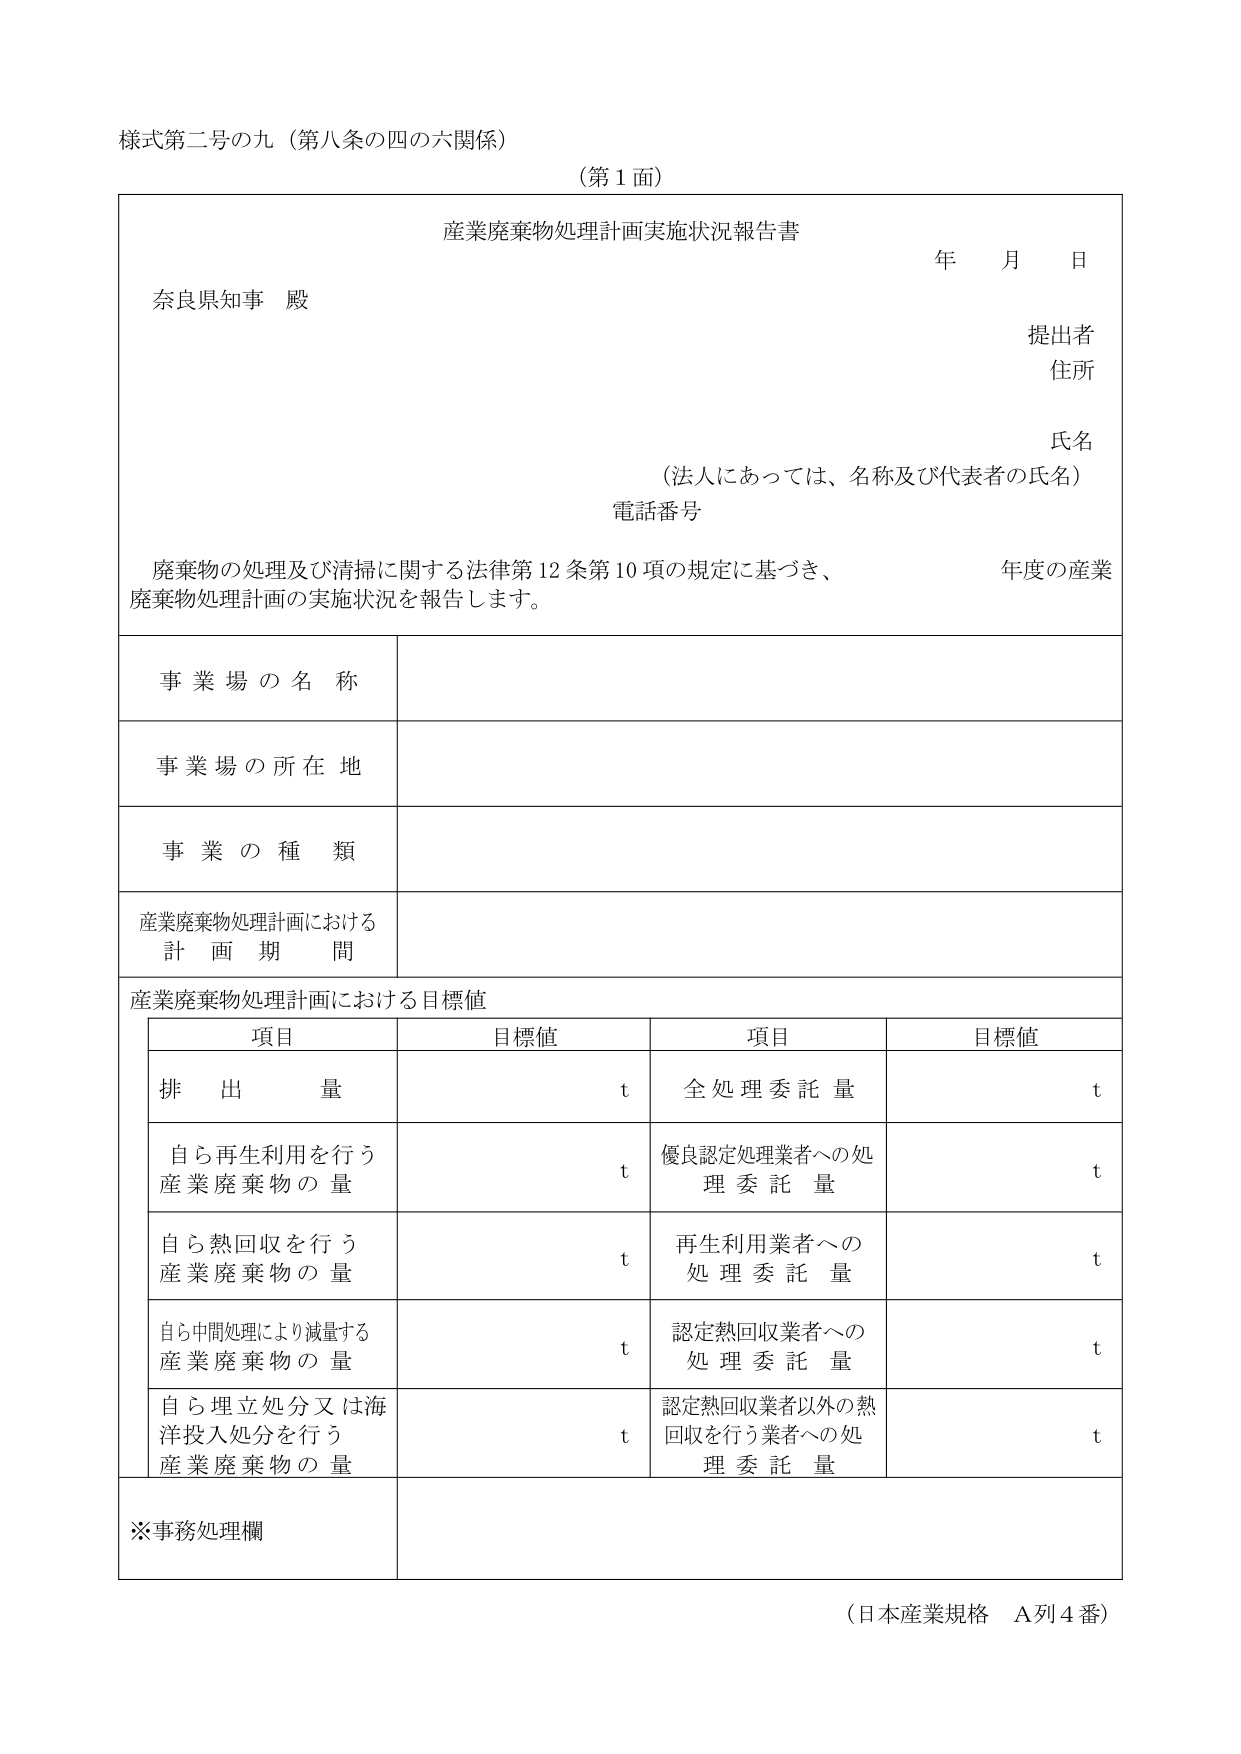 様式第二号の九（第八条の四の六関係）
（第１面）
産業廃棄物処理計画実施状況報告書
年　　月　　日
奈良県知事　殿
提出者
住所
氏名
（法人にあっては、名称及び代表者の氏名）
電話番号
廃棄物の処理及び清掃に関する法律第12条第10項の規定に基づき、　　　　　　　年度の産業
廃棄物処理計画の実施状況を報告します。
事業場の名称
事業場の所在地
事業の種類
産業廃棄物処理計画における
計画期間
産業廃棄物処理計画における目標値
項目　目標値　項目　目標値
排出量　t　全処理委託量　t
自ら再生利用を行う
産業廃棄物の量
t
優良認定処理業者への処
理委託量
t
自ら熱回収を行う
産業廃棄物の量
t
再生利用業者への
処理委託量
t
自ら中間処理により減量する
産業廃棄物の量
t
認定熱回収業者への
処理委託量
t
自ら埋立処分又は海
洋投入処分を行う
産業廃棄物の量
t
認定熱回収業者以外の熱
回収を行う業者への処
理委託量
t
※事務処理欄
（日本産業規格　Ａ列４番）